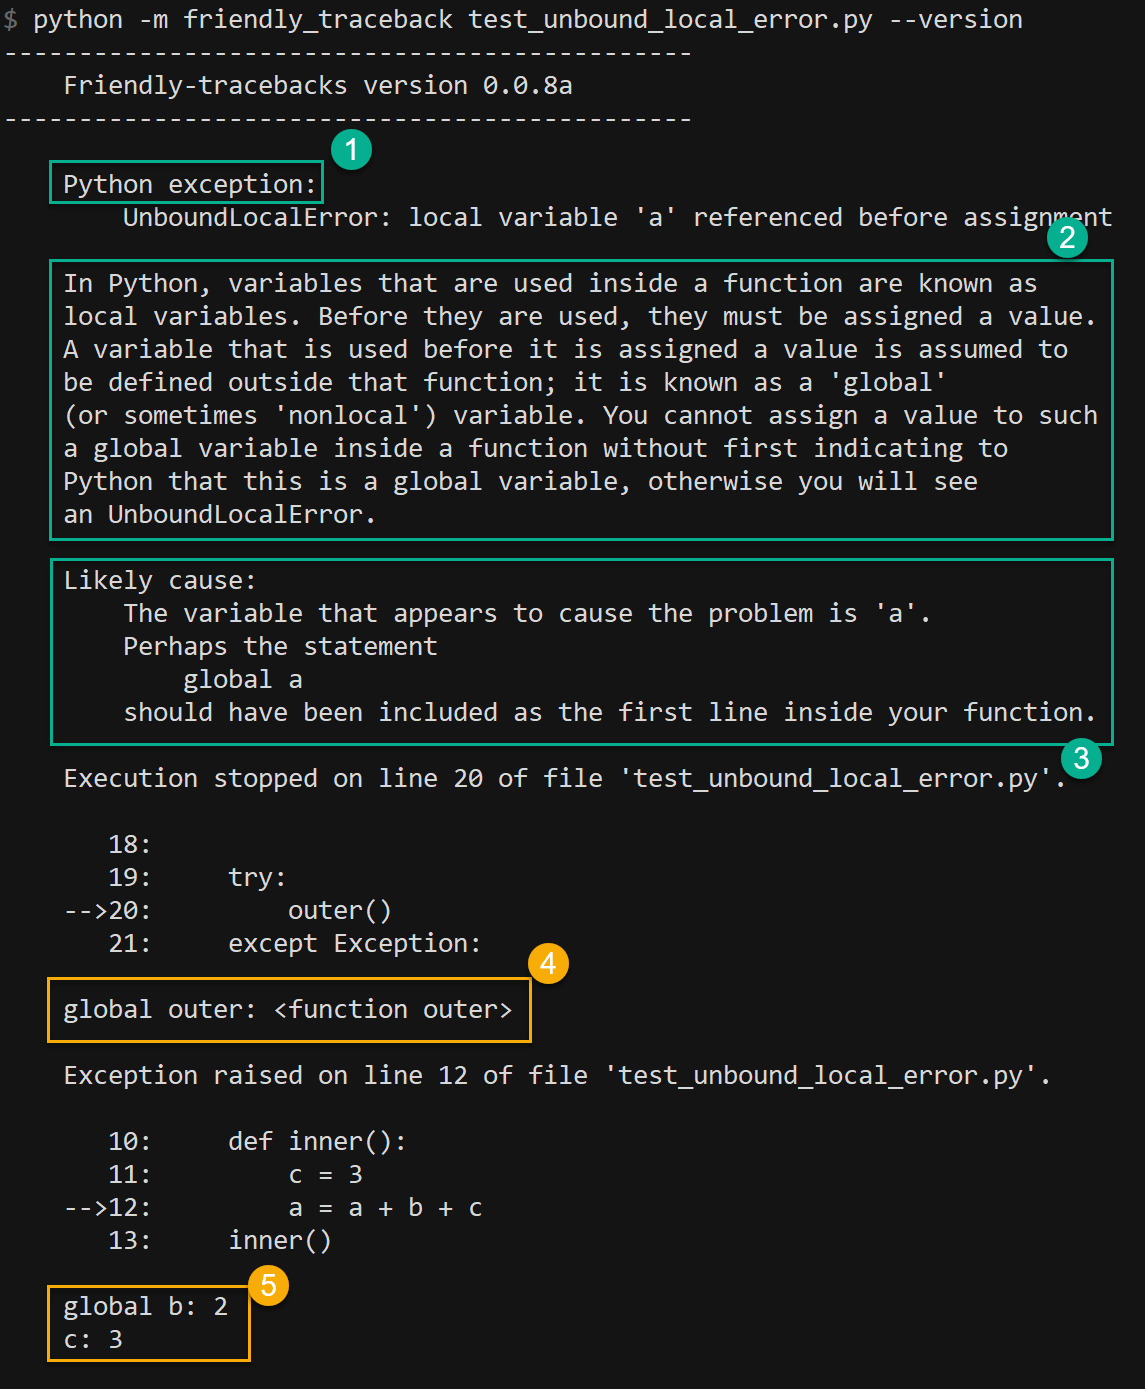 $ python -m friendly_traceback test_unbound_local_error.py --version
----------------------------------------------
    Friendly-tracebacks version 0.0.8a
----------------------------------------------
1
    Python exception:
        UnboundLocalError: local variable 'a' referenced before assignment
2
    In Python, variables that are used inside a function are known as
    local variables. Before they are used, they must be assigned a value.
    A variable that is used before it is assigned a value is assumed to
    be defined outside that function; it is known as a 'global'
    (or sometimes 'nonlocal') variable. You cannot assign a value to such
    a global variable inside a function without first indicating to
    Python that this is a global variable, otherwise you will see
    an UnboundLocalError.
    Likely cause:
        The variable that appears to cause the problem is 'a'.
        Perhaps the statement
            global a
        should have been included as the first line inside your function.
3
    Execution stopped on line 20 of file 'test_unbound_local_error.py'.
       18:
       19:     try:
    -->20:         outer()
       21:     except Exception:
4
    global outer: <function outer>
    Exception raised on line 12 of file 'test_unbound_local_error.py'.
       10:     def inner():
       11:         c = 3
    -->12:         a = a + b + c
       13:     inner()
5
    global b: 2
    c: 3